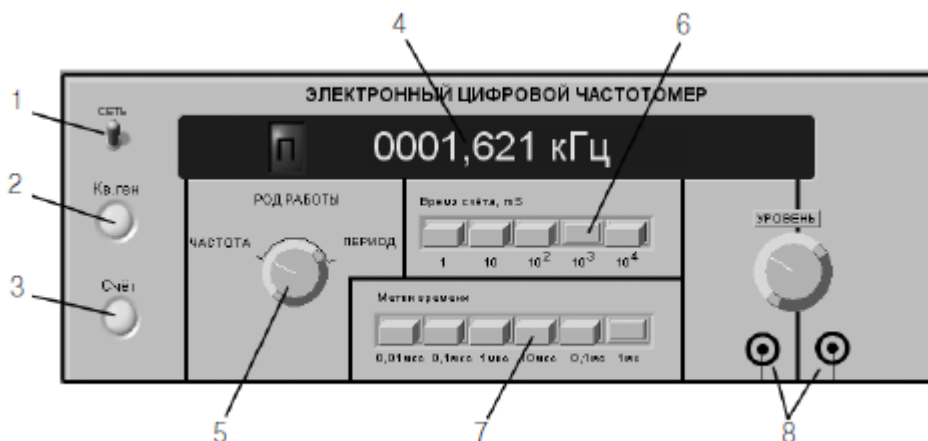 4
6
1
СЕТЬ
ЭЛЕКТРОННЫЙ ЦИФРОВОЙ ЧАСТОТОМЕР
П 0001,621 кГц
2
Кв.ген
РОД РАБОТЫ
ЧАСТОТА
ПЕРИОД
Время счёта, mS
1 10 10² 10³ 10⁴
УРОВЕНЬ
3
Счёт
Метки времени
0,01мкс 0,1мкс 1мкс 10мкс 0,1мс 1мс
5
7
8